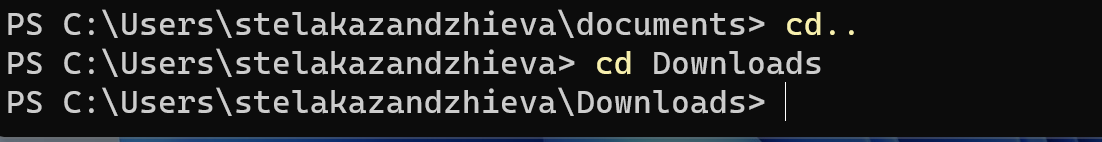 PS C:\Users\stelakazandzhieva\documents> cd..
PS C:\Users\stelakazandzhieva> cd Downloads
PS C:\Users\stelakazandzhieva\Downloads>